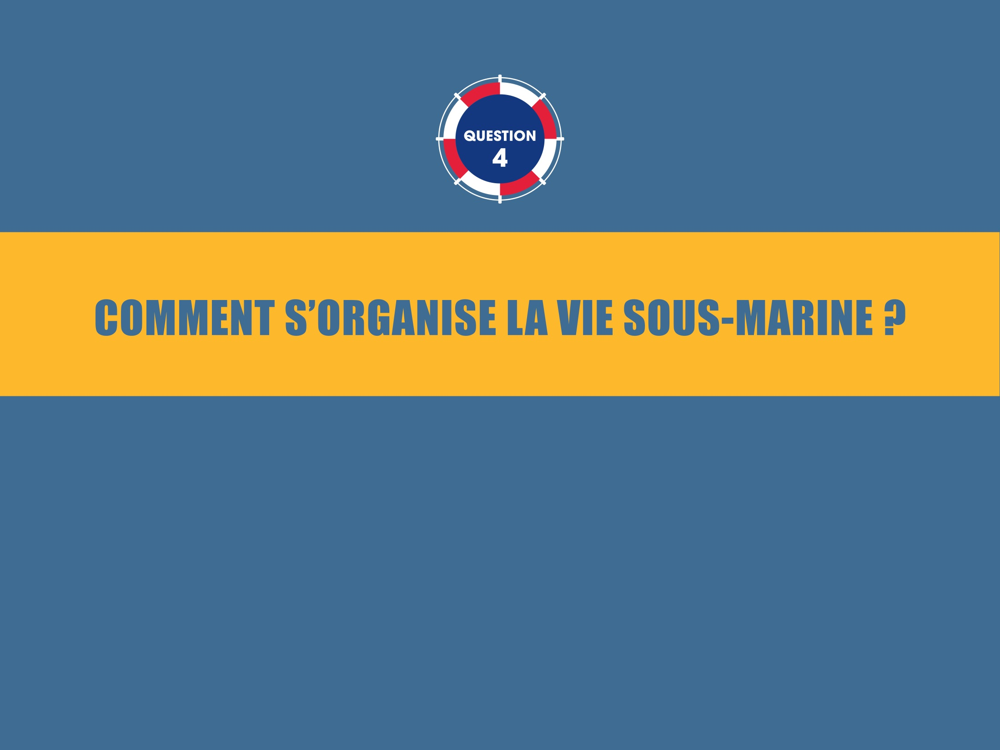 QUESTION
4
COMMENT S’ORGANISE LA VIE SOUS-MARINE ?